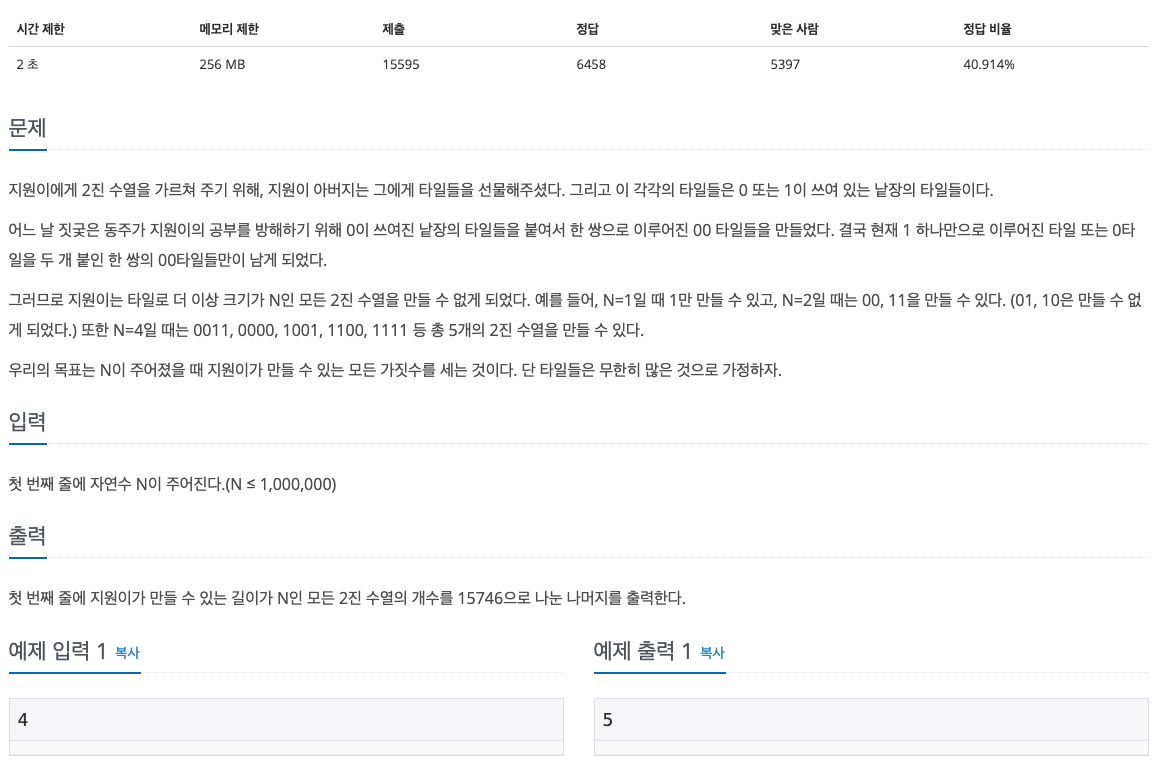 시간 제한 메모리 제한 제출 정답 맞은 사람 정답 비율
2 초 256 MB 15595 6458 5397 40.914%
문제
지원이에게 2진 수열을 가르쳐 주기 위해, 지원이 아버지는 그에게 타일들을 선물해주셨다. 그리고 이 각각의 타일들은 0 또는 1이 쓰여 있는 낱장의 타일들이다.
어느 날 짓궂은 동주가 지원이의 공부를 방해하기 위해 0이 쓰여진 낱장의 타일들을 붙여서 한 쌍으로 이루어진 00 타일들을 만들었다. 결국 현재 1 하나만으로 이루어진 타일 또는 0타
일을 두 개 붙인 한 쌍의 00타일들만이 남게 되었다.
그러므로 지원이는 타일로 더 이상 크기가 N인 모든 2진 수열을 만들 수 없게 되었다. 예를 들어, N=1일 때 1만 만들 수 있고, N=2일 때는 00, 11을 만들 수 있다. (01, 10은 만들 수 없
게 되었다.) 또한 N=4일 때는 0011, 0000, 1001, 1100, 1111 등 총 5개의 2진 수열을 만들 수 있다.
우리의 목표는 N이 주어졌을 때 지원이가 만들 수 있는 모든 가짓수를 세는 것이다. 단 타일들은 무한히 많은 것으로 가정하자.
입력
첫 번째 줄에 자연수 N이 주어진다.(N ≤ 1,000,000)
출력
첫 번째 줄에 지원이가 만들 수 있는 길이가 N인 모든 2진 수열의 개수를 15746으로 나눈 나머지를 출력한다.
예제 입력 1 복사 예제 출력 1 복사
4 5